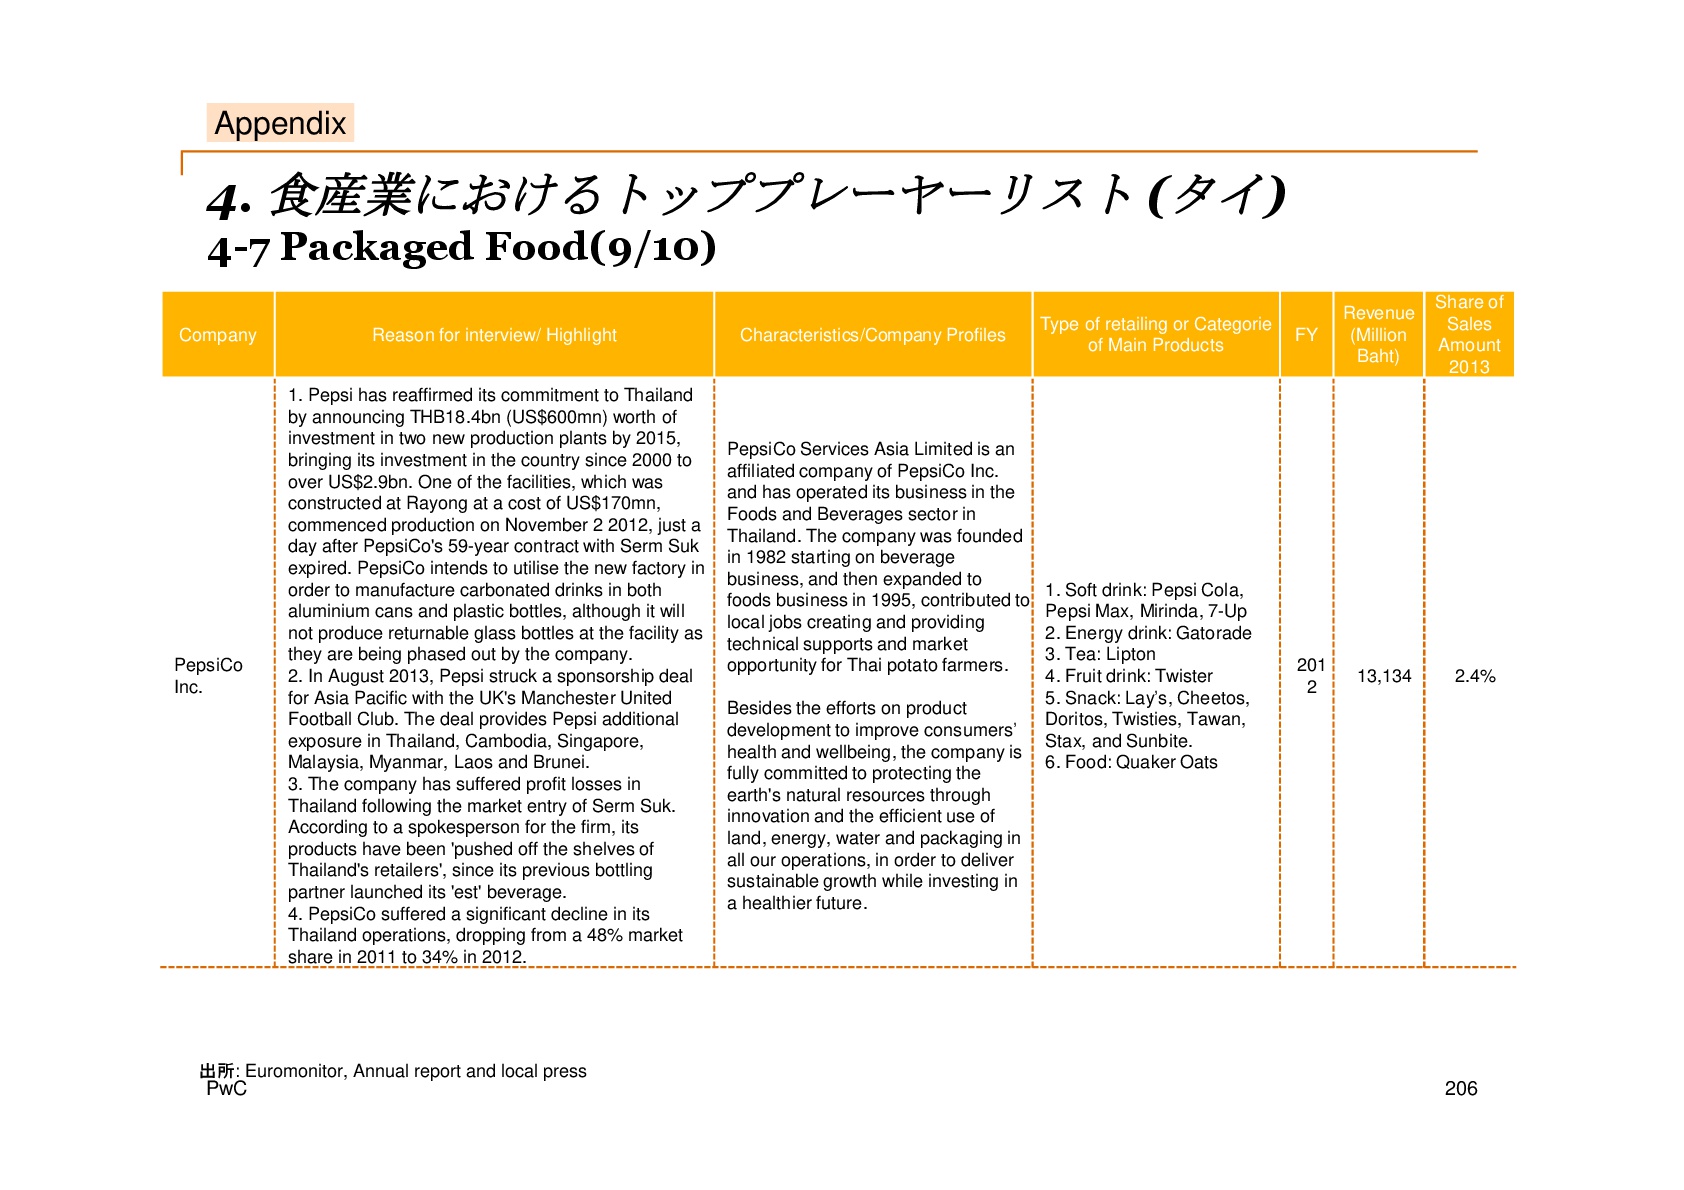 Appendix
4. 食産業におけるトッププレーヤーリスト(タイ)
4-7 Packaged Food(9/10)
Company
Reason for interview/ Highlight
Characteristics/Company Profiles
Type of retailing or Categorie
of Main Products
FY
Revenue
(Million
Baht)
Share of
Sales
Amount
2013
PepsiCo
Inc.
1. Pepsi has reaffirmed its commitment to Thailand
by announcing THB18.4bn (US$600mn) worth of
investment in two new production plants by 2015,
bringing its investment in the country since 2000 to
over US$2.9bn. One of the facilities, which was
constructed at Rayong at a cost of US$170mn,
commenced production on November 2 2012, just a
day after PepsiCo's 59-year contract with Serm Suk
expired. PepsiCo intends to utilise the new factory in
order to manufacture carbonated drinks in both
aluminium cans and plastic bottles, although it will
not produce returnable glass bottles at the facility as
they are being phased out by the company.
2. In August 2013, Pepsi struck a sponsorship deal
for Asia Pacific with the UK's Manchester United
Football Club. The deal provides Pepsi additional
exposure in Thailand, Cambodia, Singapore,
Malaysia, Myanmar, Laos and Brunei.
3. The company has suffered profit losses in
Thailand following the market entry of Serm Suk.
According to a spokesperson for the firm, its
products have been 'pushed off the shelves of
Thailand's retailers', since its previous bottling
partner launched its 'est' beverage.
4. PepsiCo suffered a significant decline in its
Thailand operations, dropping from a 48% market
share in 2011 to 34% in 2012.
PepsiCo Services Asia Limited is an
affiliated company of PepsiCo Inc.
and has operated its business in the
Foods and Beverages sector in
Thailand. The company was founded
in 1982 starting on beverage
business, and then expanded to
foods business in 1995, contributed to
local jobs creating and providing
technical supports and market
opportunity for Thai potato farmers.
Besides the efforts on product
development to improve consumers’
health and wellbeing, the company is
fully committed to protecting the
earth's natural resources through
innovation and the efficient use of
land, energy, water and packaging in
all our operations, in order to deliver
sustainable growth while investing in
a healthier future.
1. Soft drink: Pepsi Cola,
Pepsi Max, Mirinda, 7-Up
2. Energy drink: Gatorade
3. Tea: Lipton
4. Fruit drink: Twister
5. Snack: Lay’s, Cheetos,
Doritos, Twisties, Tawan,
Stax, and Sunbite.
6. Food: Quaker Oats
201
2
13,134
2.4%
出所: Euromonitor, Annual report and local press
PwC
206